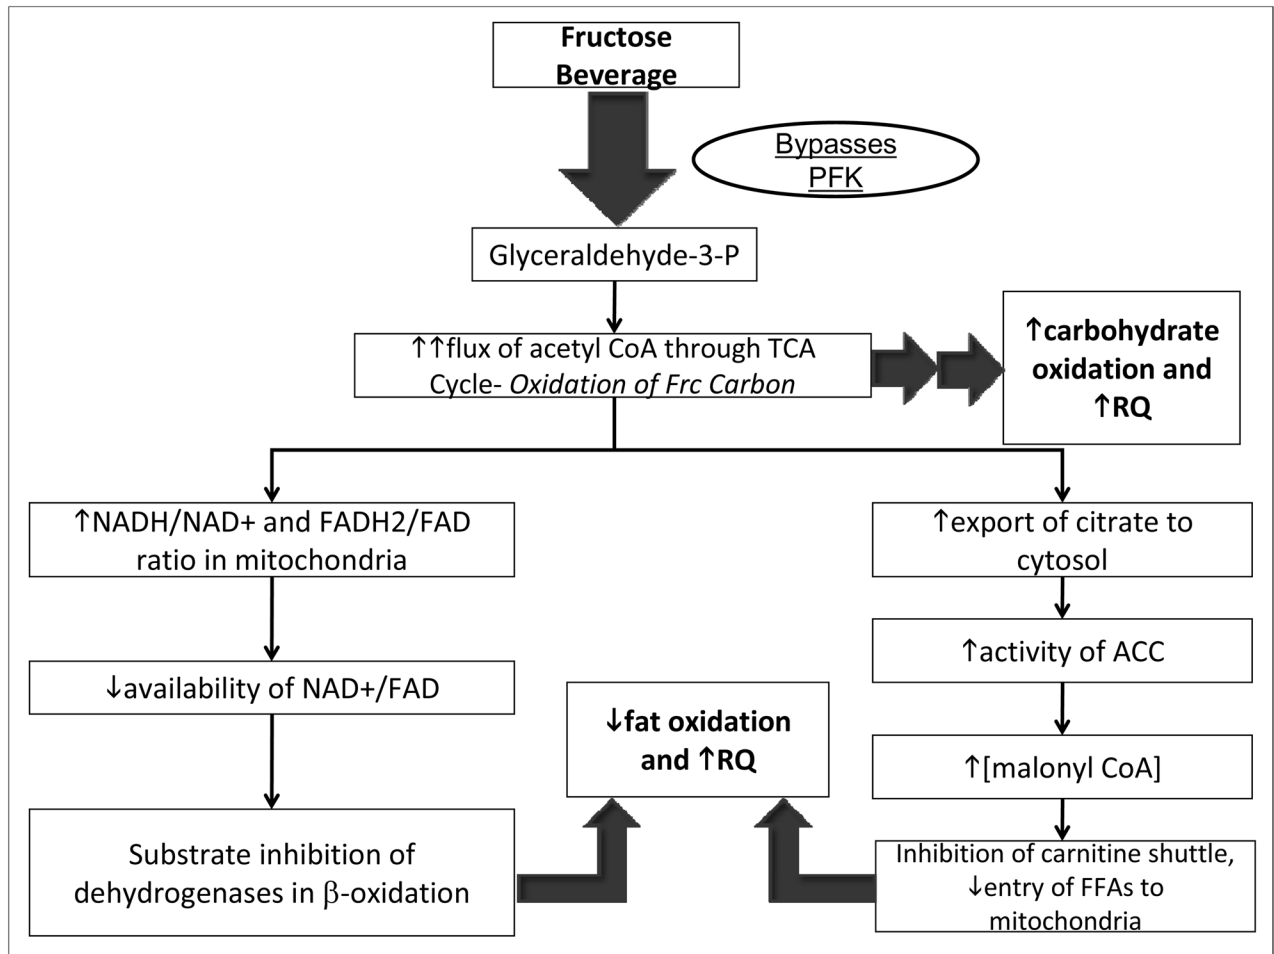 Fructose
Beverage
Bypasses
PFK
Glyceraldehyde-3-P
↑↑flux of acetyl CoA through TCA
Cycle- Oxidation of Frc Carbon
↑carbohydrate
oxidation and
↑RQ
↑NADH/NAD+ and FADH2/FAD
ratio in mitochondria
↓availability of NAD+/FAD
Substrate inhibition of
dehydrogenases in β-oxidation
↑export of citrate to
cytosol
↑activity of ACC
↑[malonyl CoA]
Inhibition of carnitine shuttle,
↓entry of FFAs to
mitochondria
↓fat oxidation
and ↑RQ